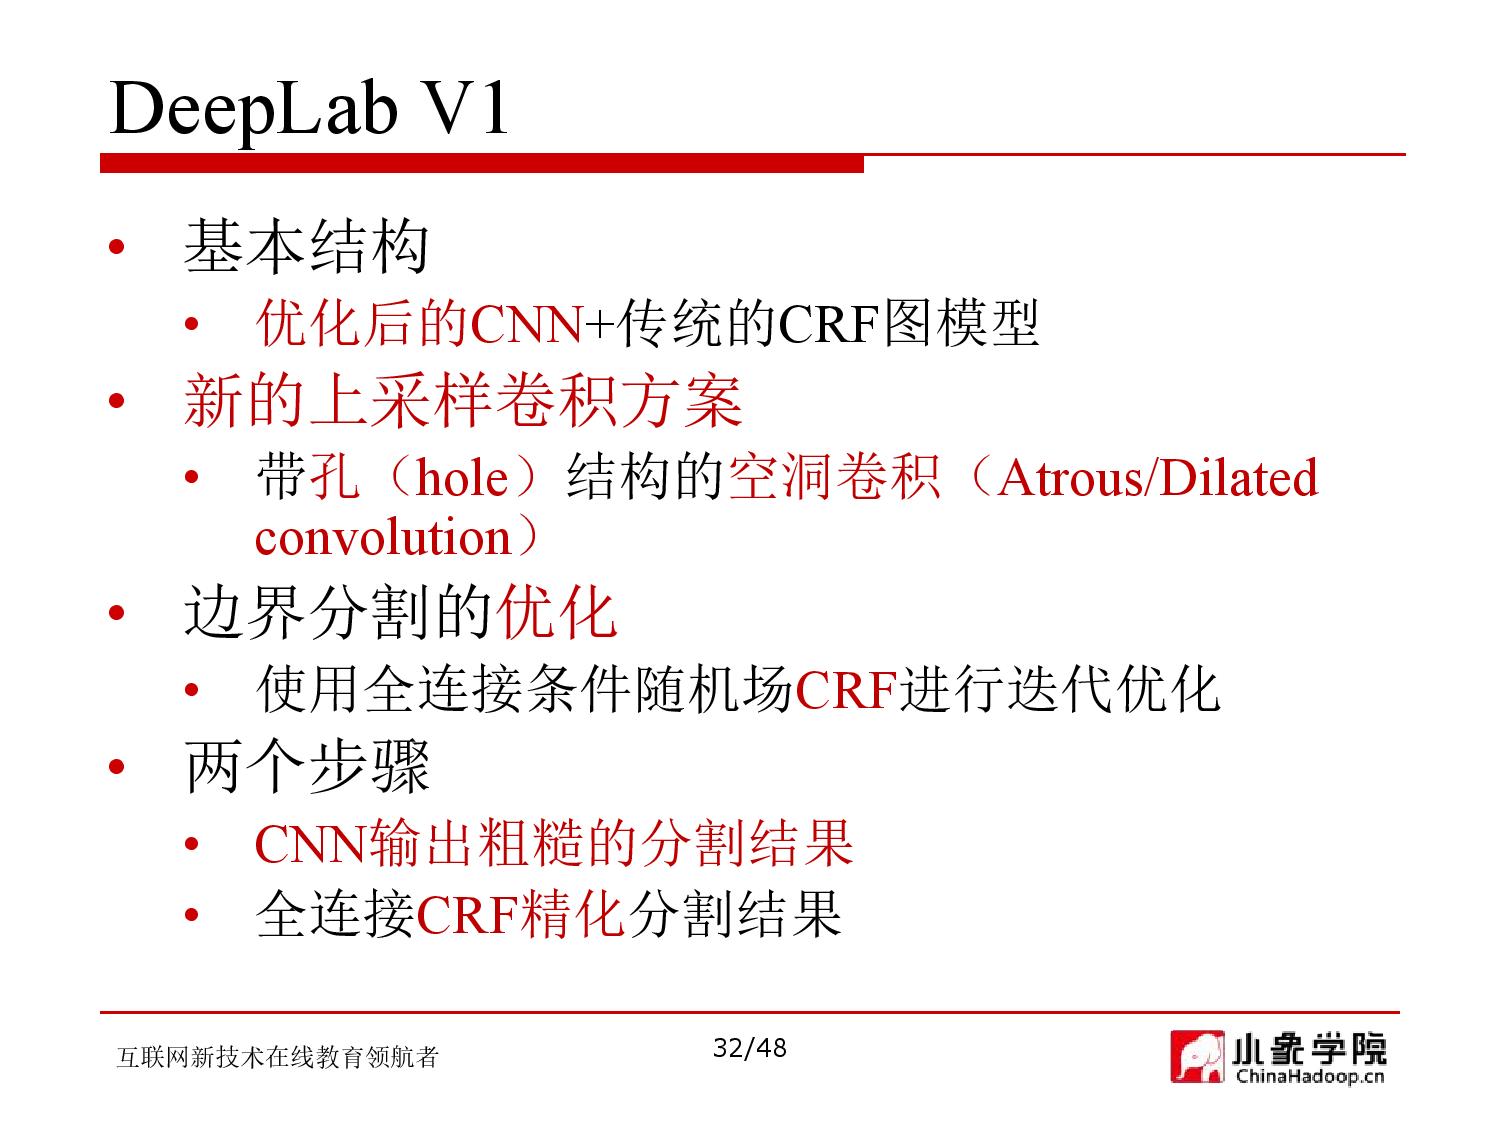 DeepLab V1
• 基本结构
• 优化后的CNN+传统的CRF图模型
• 新的上采样卷积方案
• 带孔（hole）结构的空洞卷积（Atrous/Dilated
convolution）
• 边界分割的优化
• 使用全连接条件随机场CRF进行迭代优化
• 两个步骤
• CNN输出粗糙的分割结果
• 全连接CRF精化分割结果
互联网新技术在线教育领航者
32/48
小象学院
ChinaHadoop.cn